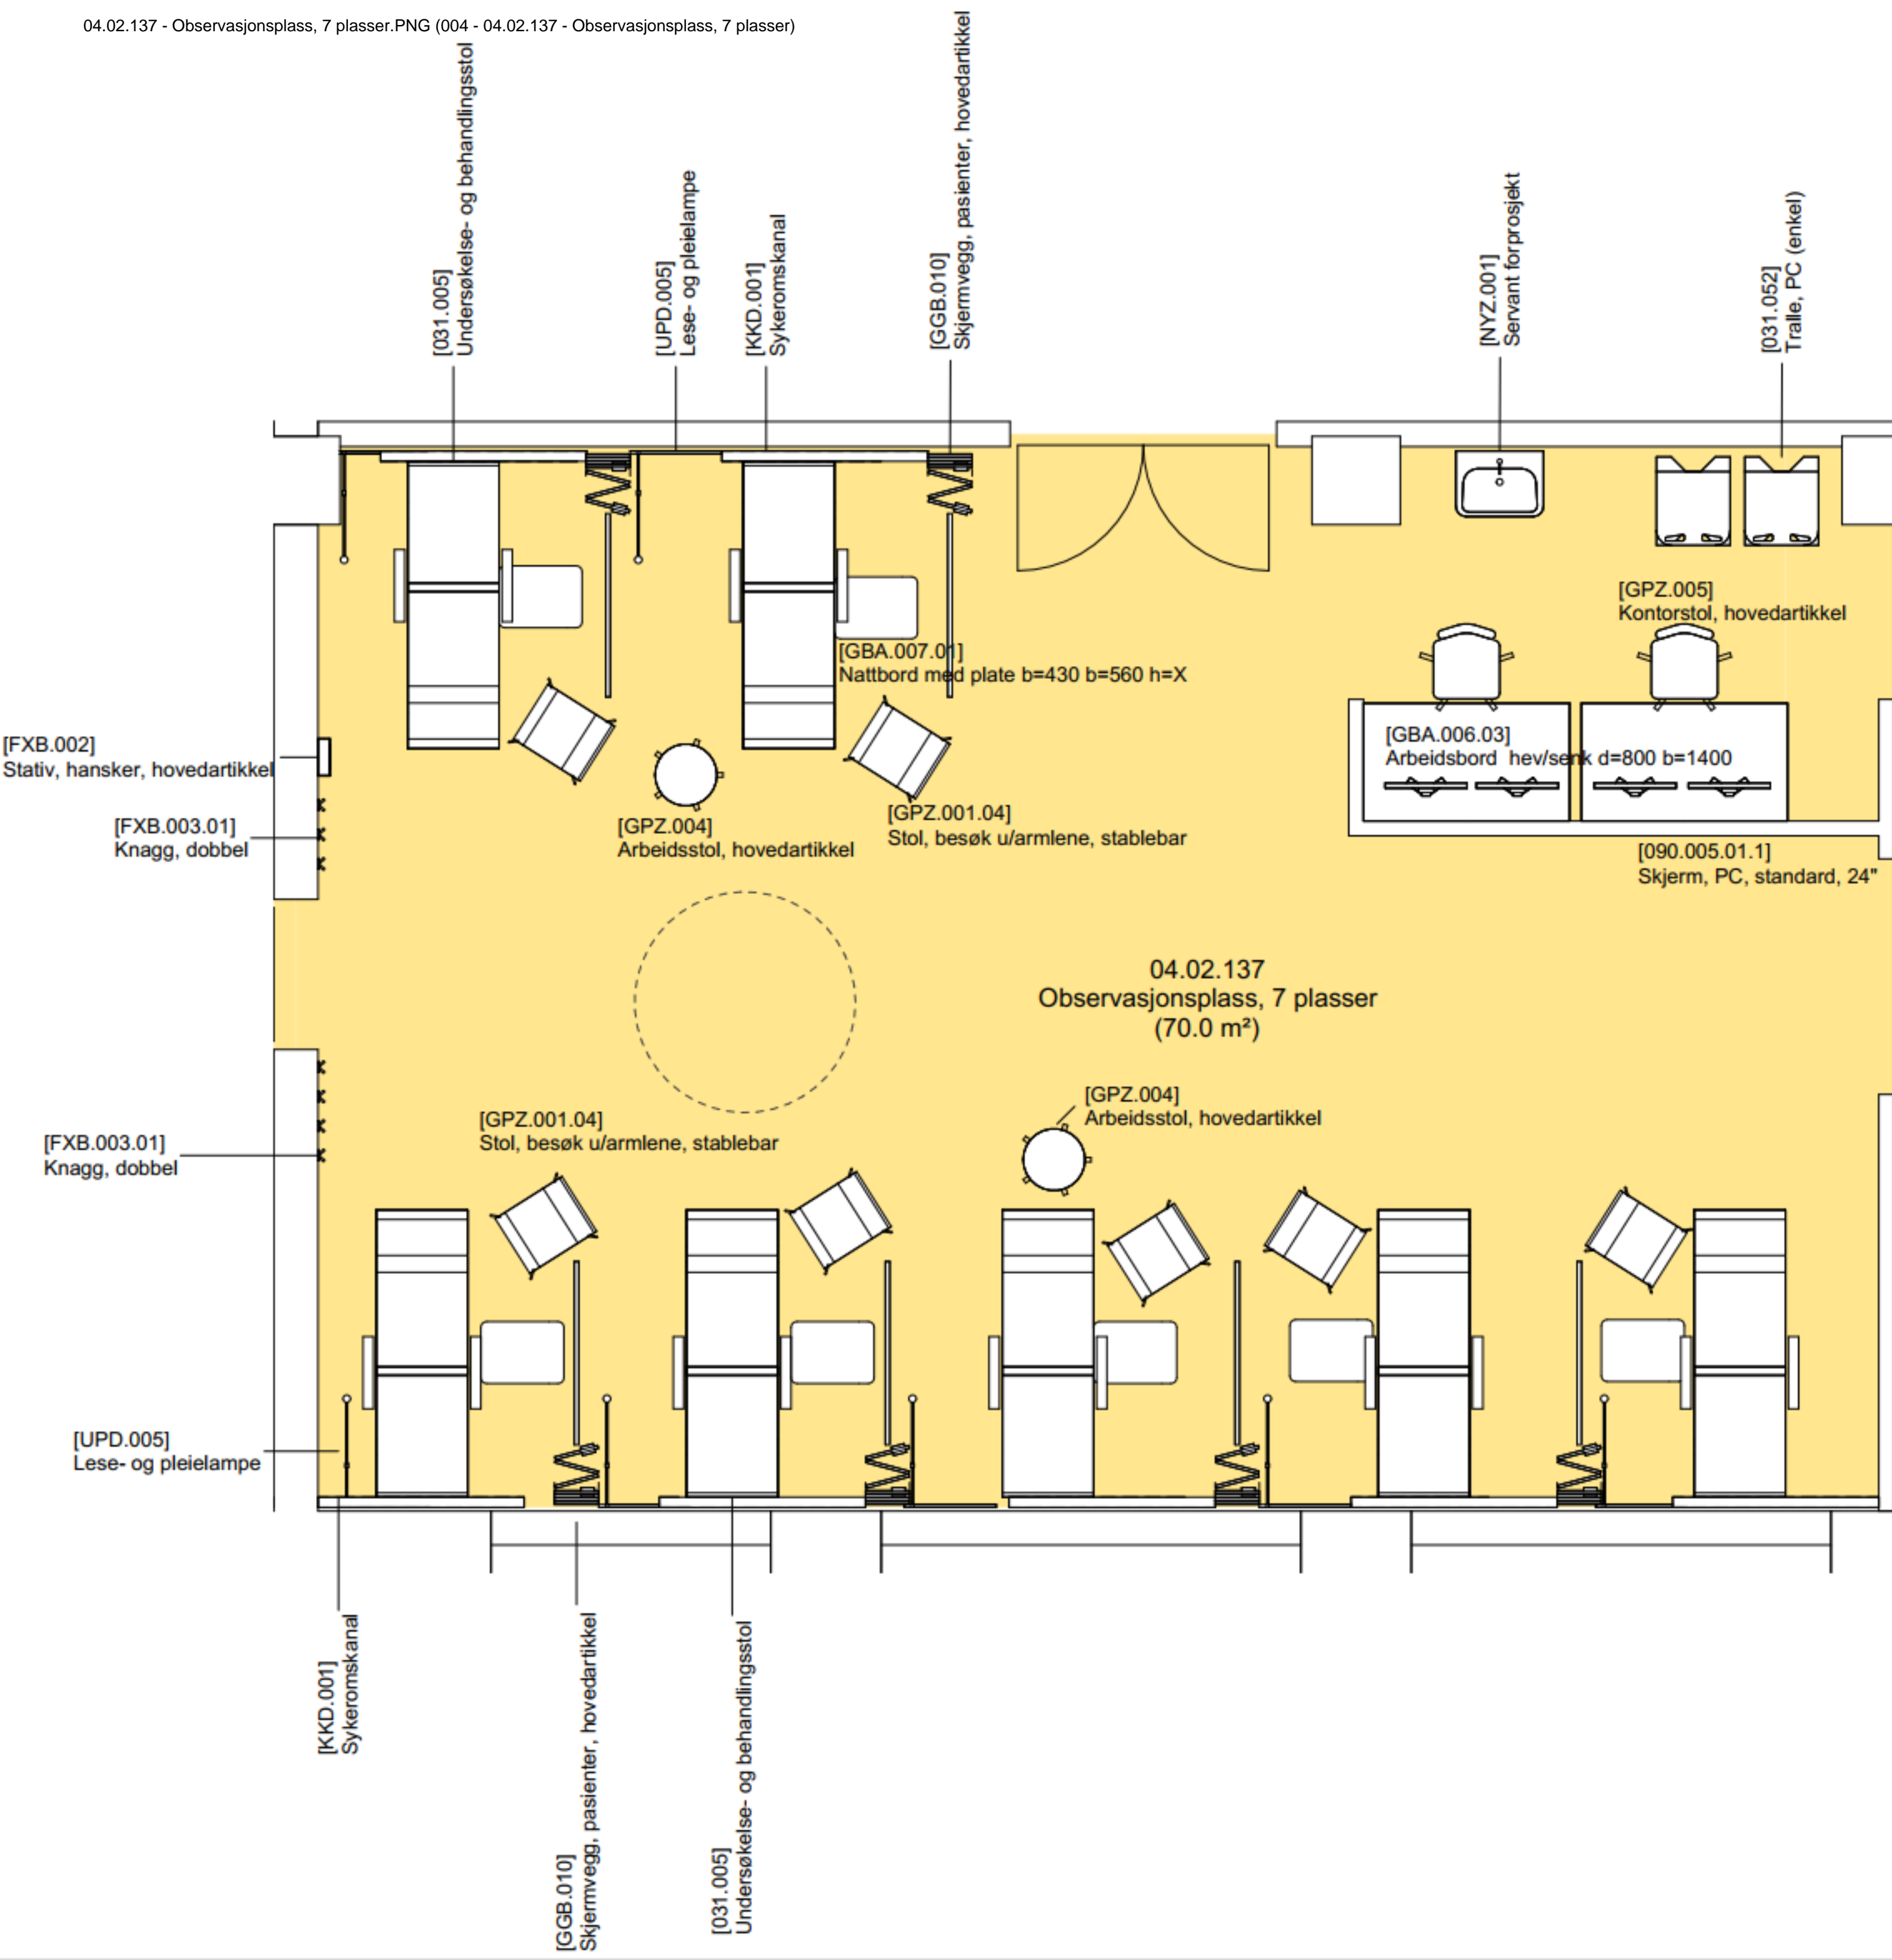 04.02.137 - Observasjonsplass, 7 plasser.PNG (004 - 04.02.137 - Observasjonsplass, 7 plasser)
[031.005]
Undersøkelse- og behandlingsstol
[UPD.005]
Lese- og pleielampe
[KKD.001]
Sykeromskanal
[GGB.010]
Skjermvegg, pasienter, hovedartikkel
[NYZ.001]
Servant forprosjekt
[031.052]
Tralle, PC (enkel)
[GPZ.005]
Kontorstol, hovedartikkel
[GBA.007.01]
Nattbord med plate b=430 b=560 h=X
[GBA.006.03]
Arbeidsbord hev/senk d=800 b=1400
[FXB.002]
Stativ, hansker, hovedartikkel
[FXB.003.01]
Knagg, dobbel
[GPZ.004]
Arbeidsstol, hovedartikkel
[GPZ.001.04]
Stol, besøk u/armlene, stablebar
[090.005.01.1]
Skjerm, PC, standard, 24"
04.02.137
Observasjonsplass, 7 plasser
(70.0 m²)
[GPZ.004]
Arbeidsstol, hovedartikkel
[GPZ.001.04]
Stol, besøk u/armlene, stablebar
[FXB.003.01]
Knagg, dobbel
[UPD.005]
Lese- og pleielampe
[KKD.001]
Sykeromskanal
[GGB.010]
Skjermvegg, pasienter, hovedartikkel
[031.005]
Undersøkelse- og behandlingsstol